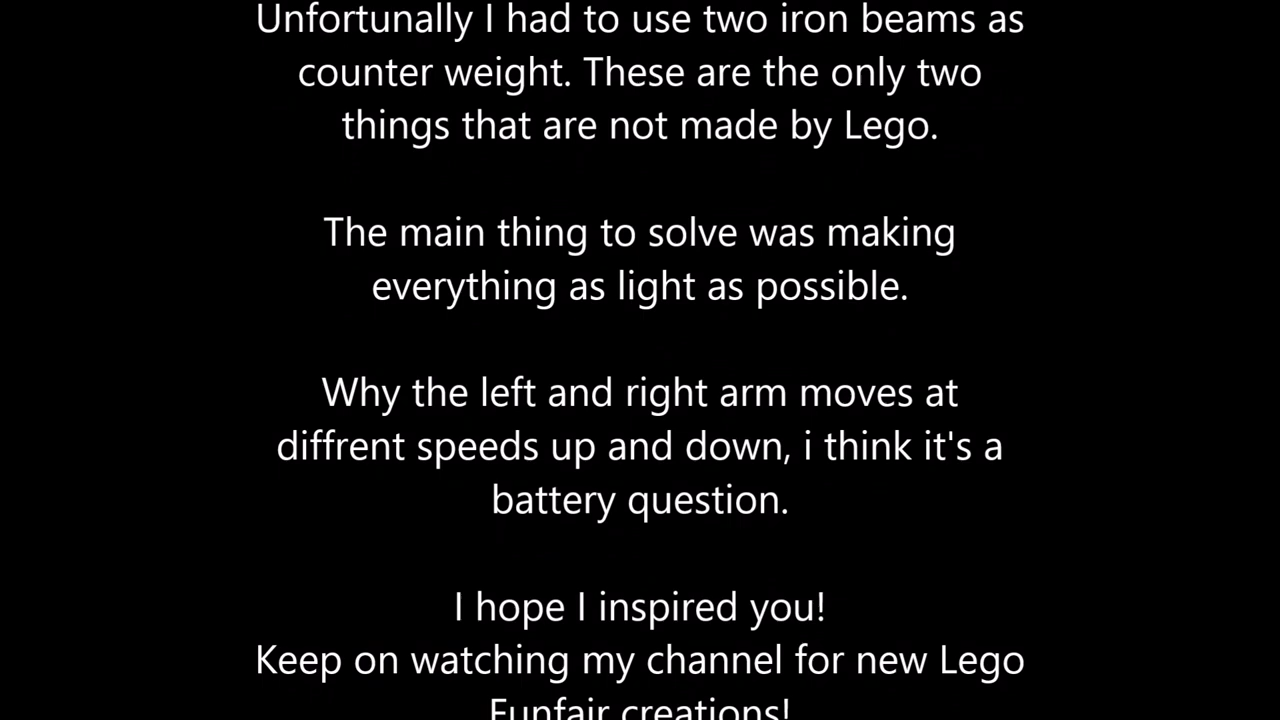 Unfortunally I had to use two iron beams as
counter weight. These are the only two
things that are not made by Lego.
The main thing to solve was making
everything as light as possible.
Why the left and right arm moves at
diffrent speeds up and down, i think it's a
battery question.
I hope I inspired you!
Keep on watching my channel for new Lego
Funfair creations!